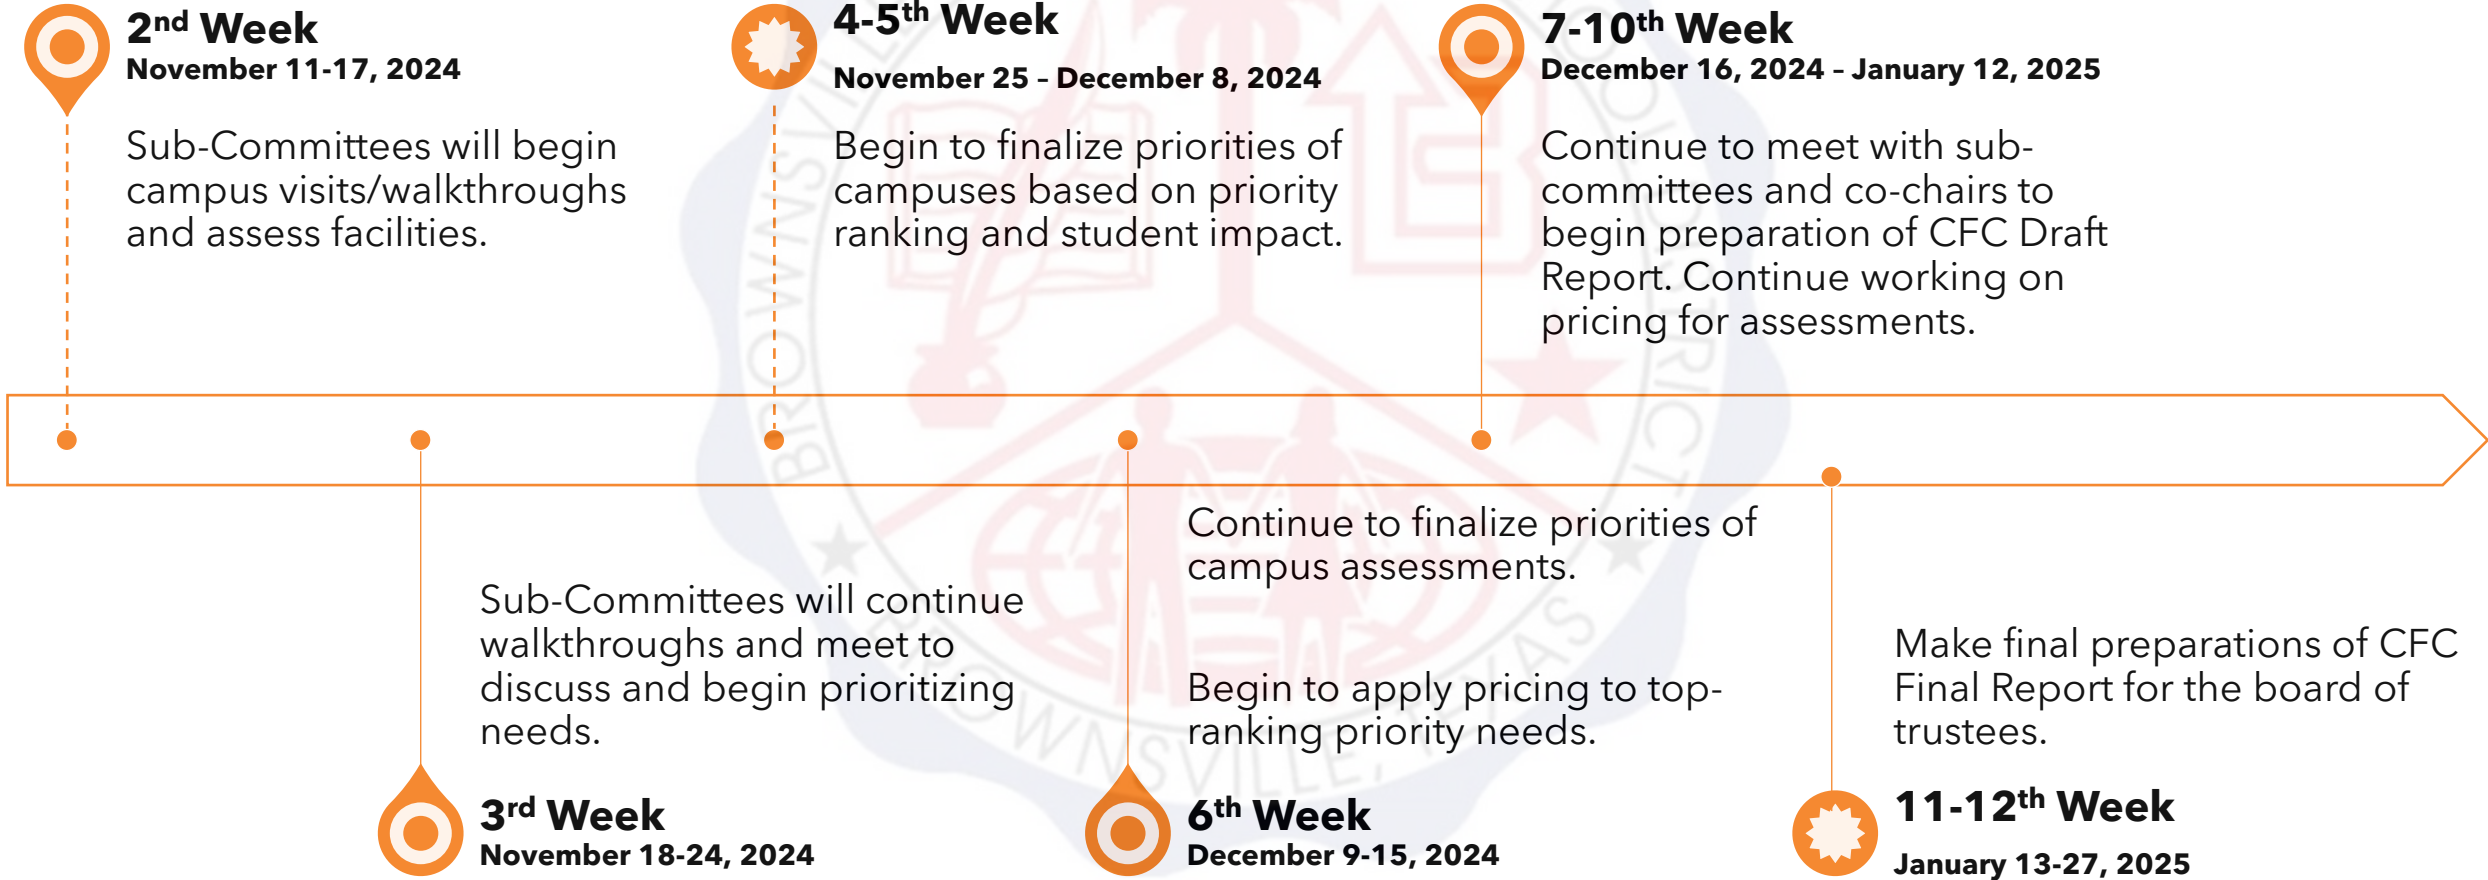 2nd Week
November 11-17, 2024
Sub-Committees will begin
campus visits/walkthroughs
and assess facilities.
4-5th Week
November 25 – December 8, 2024
Begin to finalize priorities of
campuses based on priority
ranking and student impact.
7-10th Week
December 16, 2024 – January 12, 2025
Continue to meet with sub-
committees and co-chairs to
begin preparation of CFC Draft
Report. Continue working on
pricing for assessments.
Sub-Committees will continue
walkthroughs and meet to
discuss and begin prioritizing
needs.
3rd Week
November 18-24, 2024
Continue to finalize priorities of
campus assessments.
Begin to apply pricing to top-
ranking priority needs.
6th Week
December 9-15, 2024
Make final preparations of CFC
Final Report for the board of
trustees.
11-12th Week
January 13-27, 2025
BROWNSVILLE, TEXAS